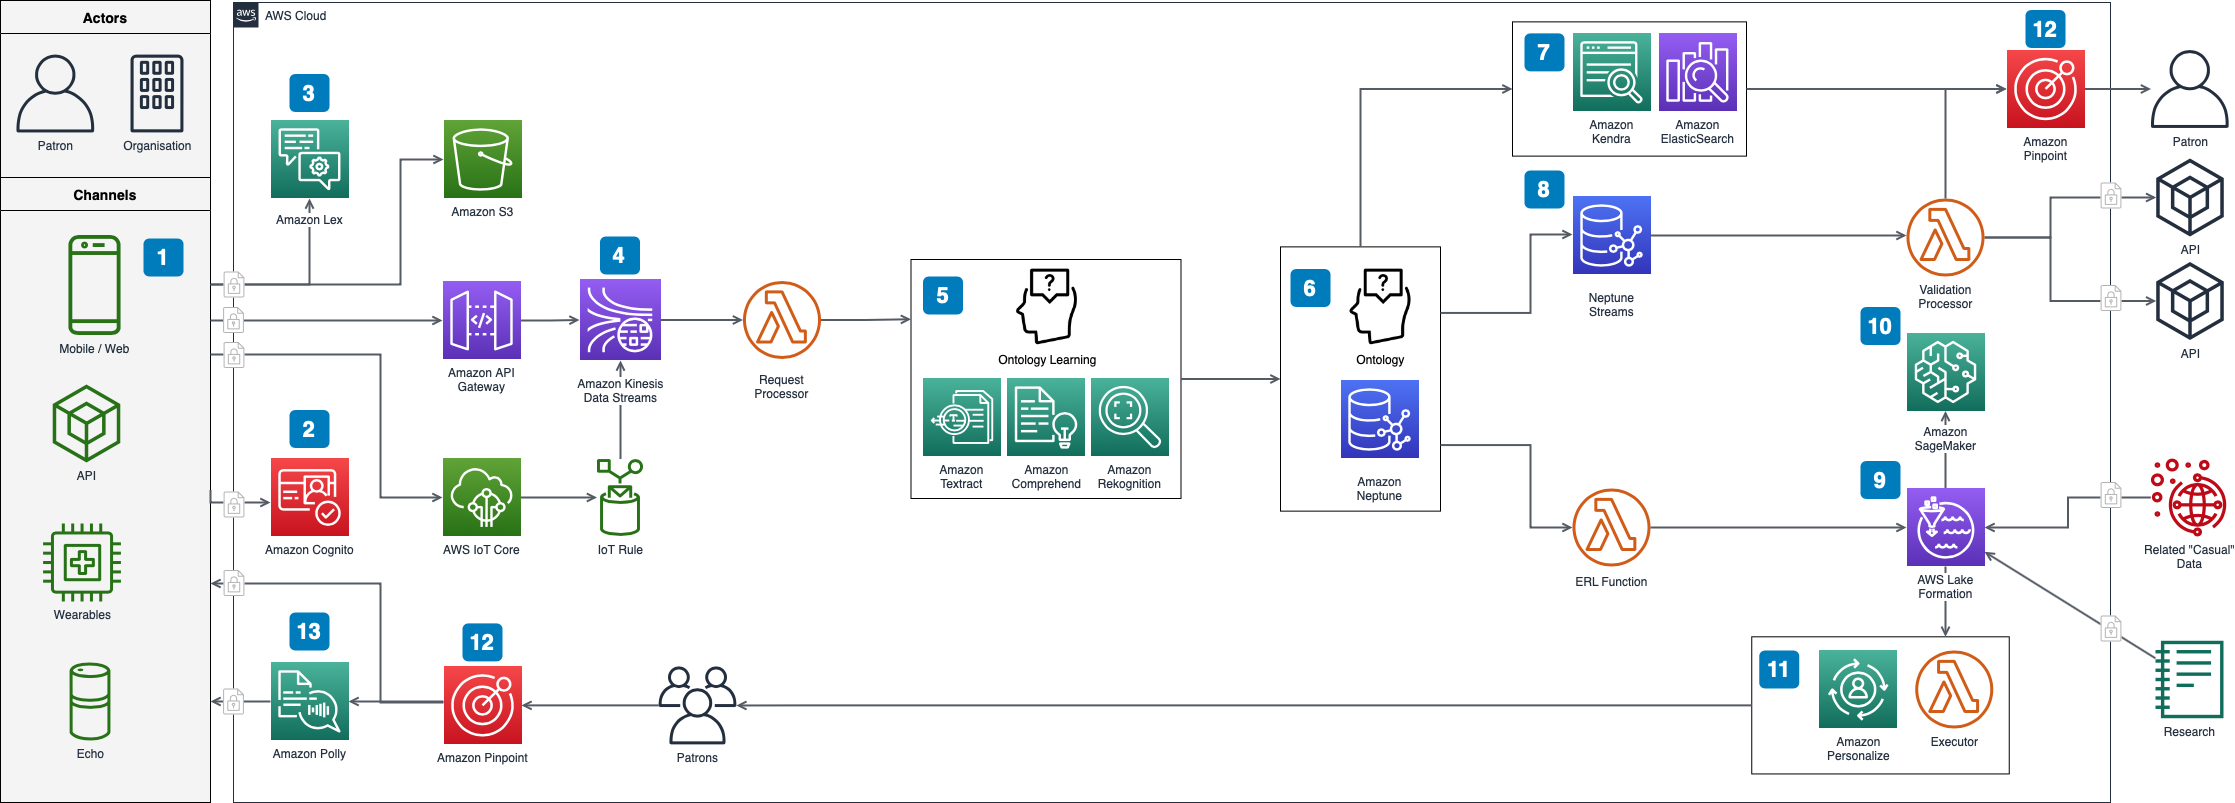 Actors
Patron
Organisation
Channels
1
Mobile / Web
API
Wearables
Echo
aws
AWS Cloud
3
Amazon Lex
Amazon S3
Amazon API
Gateway
4
Amazon Kinesis
Data Streams
2
Amazon Cognito
AWS IoT Core
IoT Rule
13
Amazon Polly
12
Amazon Pinpoint
Patrons
Request
Processor
5
?
Ontology Learning
Amazon
Textract
Amazon
Comprehend
Amazon
Rekognition
6
?
Ontology
Amazon
Neptune
7
Amazon
Kendra
Amazon
ElasticSearch
8
Neptune
Streams
ERL Function
12
Amazon
Pinpoint
Validation
Processor
10
Amazon
SageMaker
9
AWS Lake
Formation
11
Amazon
Personalize
Executor
Patron
API
API
Related "Casual"
Data
Research